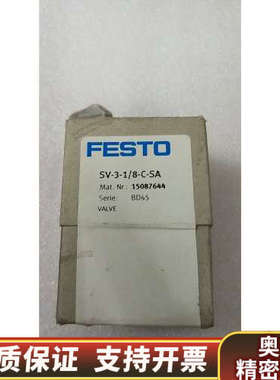 FESTO
SV-3-1/8-C-SA
Mat. Nr.: 15087644
Serie: BD45
VALVE
质保证 支持开票
奥
精密